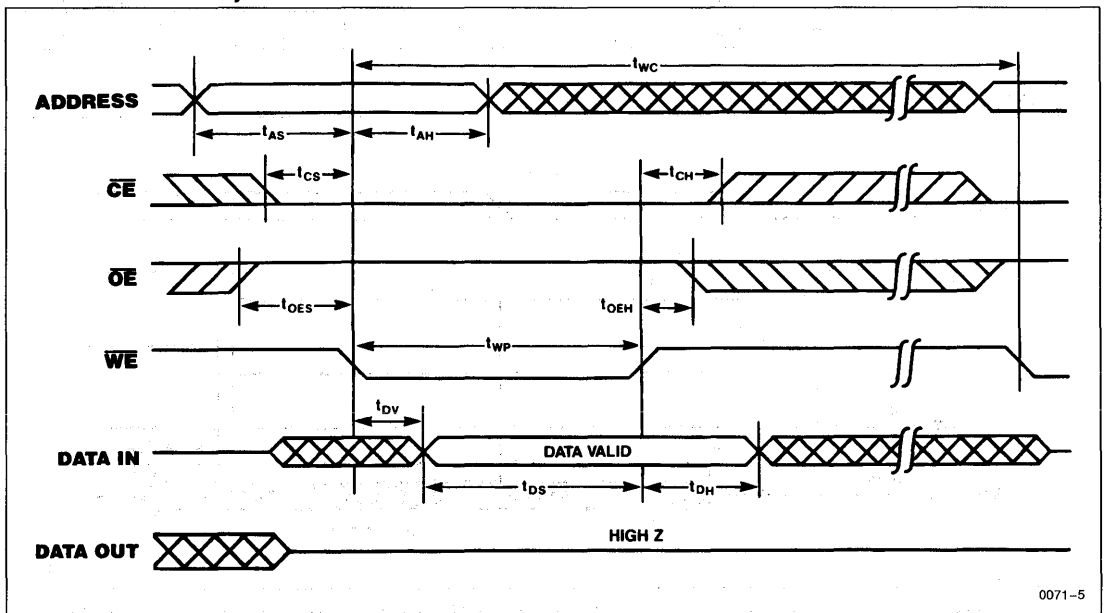 tWC
ADDRESS
tAS
tAH
tCS
tCH
CE
OE
tOES
tOEH
tWP
WE
tDV
DATA IN
DATA VALID
tDS
tDH
HIGH Z
DATA OUT
0071-5